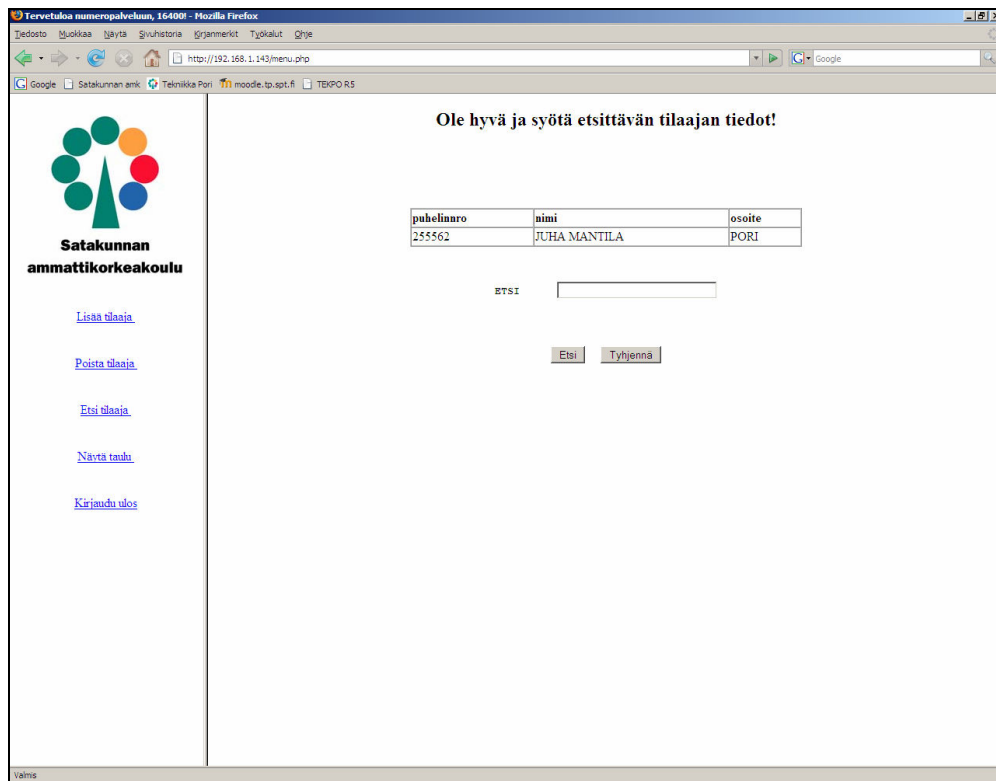 Tervetuloa numeropalveluun, 16400! - Mozilla Firefox
Tiedosto Muokkaa Näytä Sivuhistoria Kirjanmerkit Työkalut Ohje
http://192.168.1.143/menu.php
Google
Google Satakunnan amk Tekniikka Pori moodle.tp.spt.fi TEKPO R5
Satakunnan
ammattikorkeakoulu
Lisää tilaaja
Poista tilaaja
Etsi tilaaja
Näytä taulu
Kirjaudu ulos
Ole hyvä ja syötä etsittävän tilaajan tiedot!
puhelinnro nimi osoite
255562 JUHA MANTILA PORI
ETSI
Etsi Tyhjennä
Valmis